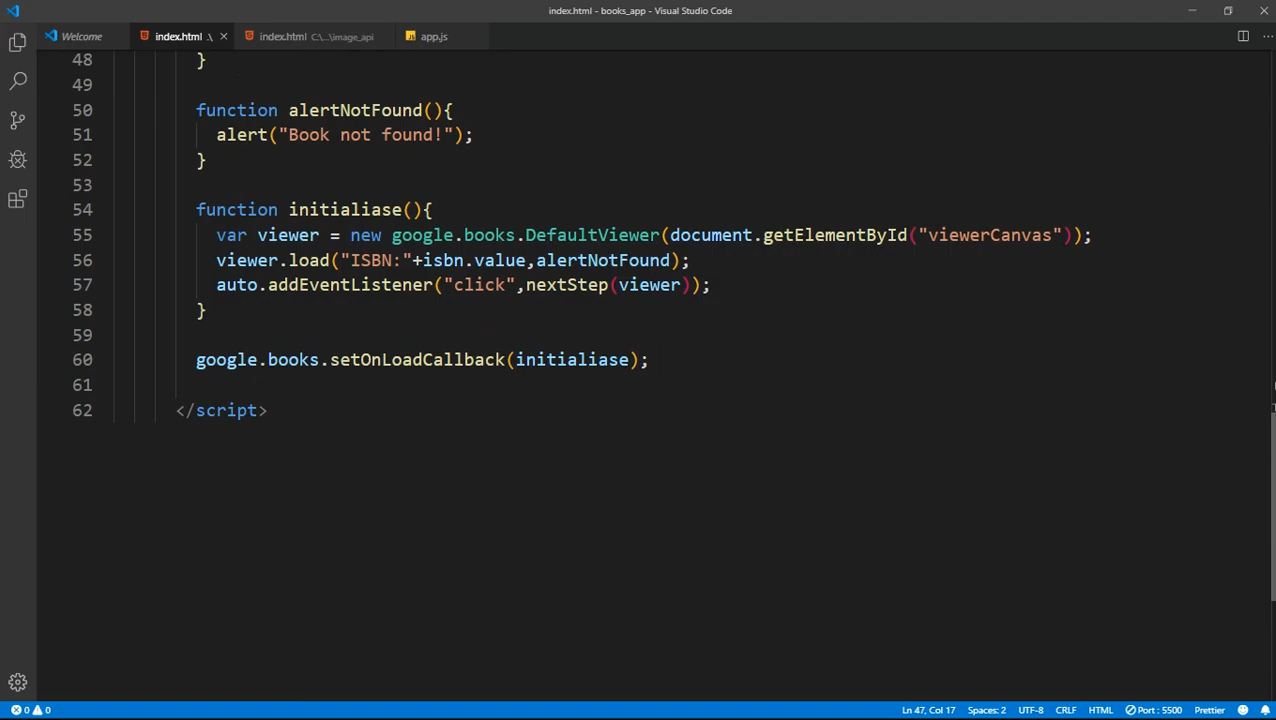 index.html - books_app - Visual Studio Code
Welcome
index.html .\
index.html C:\...\image_api
app.js
48 }
49
50 function alertNotFound(){
51 alert("Book not found!");
52 }
53
54 function initialiase(){
55 var viewer = new google.books.DefaultViewer(document.getElementById("viewerCanvas"));
56 viewer.load("ISBN:"+isbn.value,alertNotFound);
57 auto.addEventListener("click",nextStep(viewer));
58 }
59
60 google.books.setOnLoadCallback(initialiase);
61
62 </script>
0 0 Ln 47, Col 17 Spaces: 2 UTF-8 CRLF HTML Port : 5500 Prettier